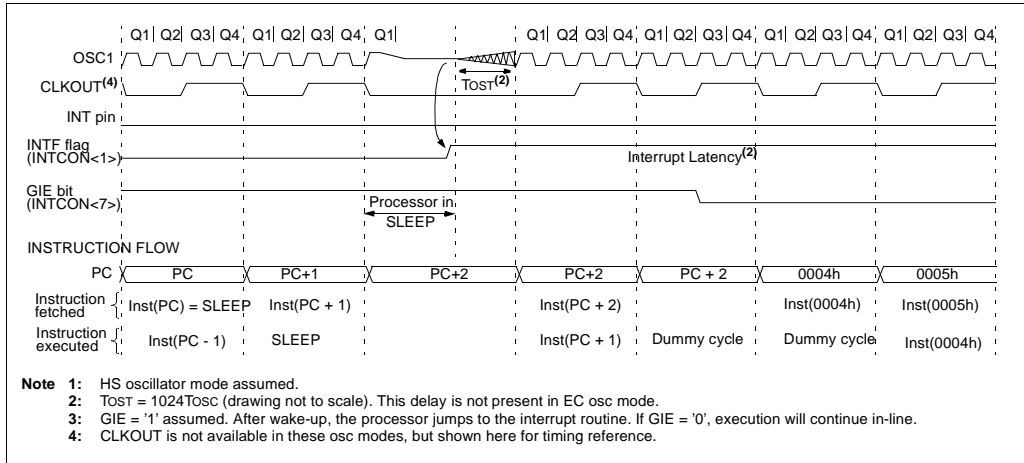 Q1 Q2 Q3 Q4 Q1 Q2 Q3 Q4 Q1 Q1 Q2 Q3 Q4 Q1 Q2 Q3 Q4 Q1 Q2 Q3 Q4 Q1 Q2 Q3 Q4
OSC1
TOST(2)
CLKOUT(4)
INT pin
INTF flag
(INTCON<1>)
Interrupt Latency(2)
GIE bit
(INTCON<7>)
Processor in
SLEEP
INSTRUCTION FLOW
PC PC PC+1 PC+2 PC+2 PC + 2 0004h 0005h
Instruction
fetched
Inst(PC) = SLEEP Inst(PC + 1) Inst(PC + 2) Inst(0004h) Inst(0005h)
Instruction
executed
Inst(PC - 1) SLEEP Inst(PC + 1) Dummy cycle Dummy cycle Inst(0004h)
Note 1: HS oscillator mode assumed.
2: TOST = 1024TOSC (drawing not to scale). This delay is not present in EC osc mode.
3: GIE = '1' assumed. After wake-up, the processor jumps to the interrupt routine. If GIE = '0', execution will continue in-line.
4: CLKOUT is not available in these osc modes, but shown here for timing reference.